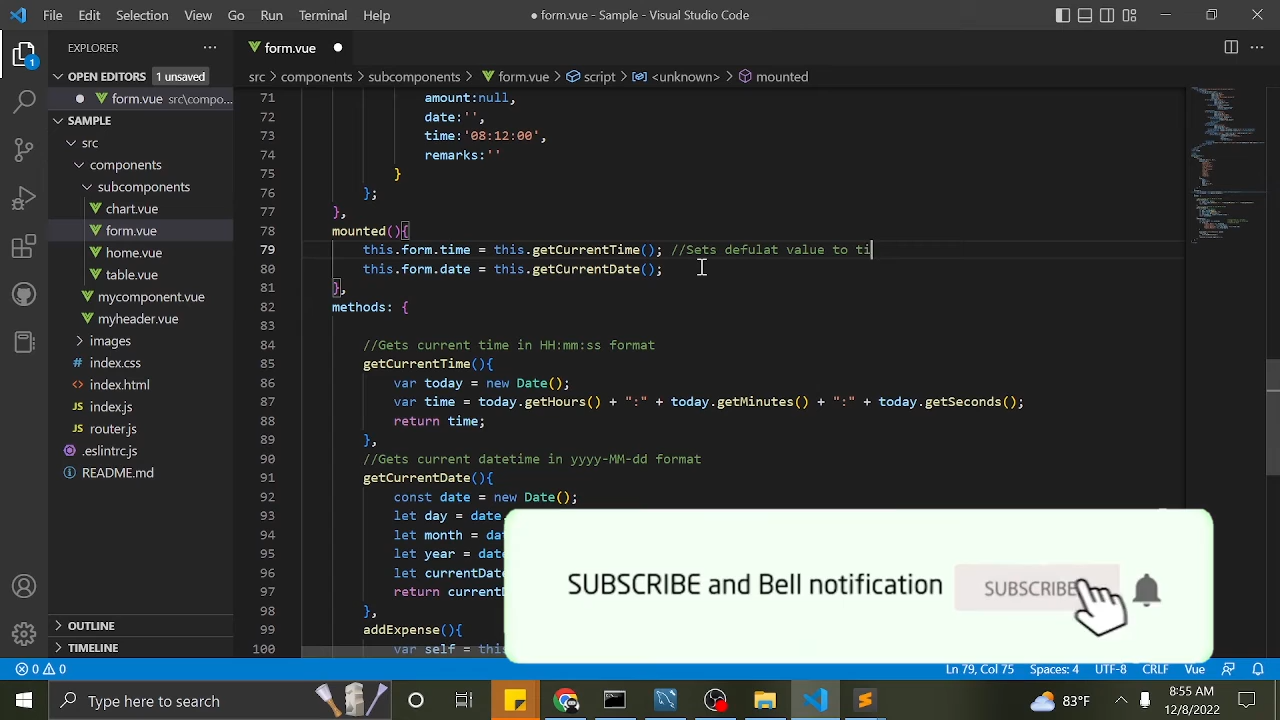 File Edit Selection View Go Run Terminal Help
form.vue - Sample - Visual Studio Code
EXPLORER
form.vue
OPEN EDITORS 1 unsaved
form.vue src\compo...
SAMPLE
src
components
subcomponents
chart.vue
form.vue
home.vue
table.vue
mycomponent.vue
myheader.vue
images
index.css
index.html
index.js
router.js
.eslintrc.js
README.md
OUTLINE
TIMELINE
src > components > subcomponents > form.vue > script > <unknown> > mounted
71 amount:null,
72 date:'',
73 time:'08:12:00',
74 remarks:''
75 }
76 };
77 },
78 mounted(){
79 this.form.time = this.getCurrentTime(); //Sets defulat value to ti
80 this.form.date = this.getCurrentDate();
81 },
82 methods: {
83
84 //Gets current time in HH:mm:ss format
85 getCurrentTime(){
86 var today = new Date();
87 var time = today.getHours() + ":" + today.getMinutes() + ":" + today.getSeconds();
88 return time;
89 },
90 //Gets current datetime in yyyy-MM-dd format
91 getCurrentDate(){
92 const date = new Date();
93 let day = date
94 let month = dat
95 let year = date
96 let currentDate
97 return current
98 },
99 addExpense(){
100 var self = this
SUBSCRIBE and Bell notification
SUBSCRIBE
0 0
Ln 79, Col 75 Spaces: 4 UTF-8 CRLF Vue
Type here to search
83°F
8:55 AM
12/8/2022
1